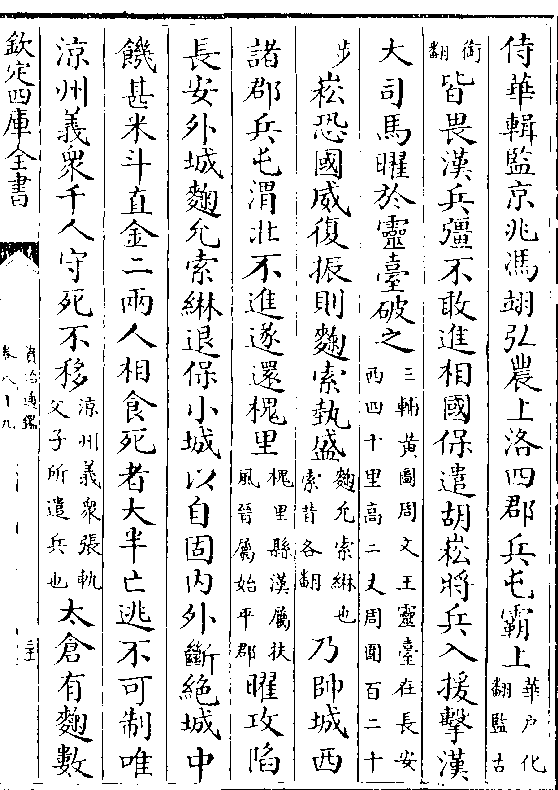 侍華輯監京兆馮翊弘農上洛四郡兵屯霸上華户化翻監古
銜翻皆畏漢兵彊不敢進相國保遣胡崧將兵入援擊漢
大司馬曜於靈臺破之三輔黄圖周文王靈臺在長安西四十里高二丈周圍百二十
步崧恐國威復振則麴索埶盛麴允索綝也索昔各翻乃帥城西
諸郡兵屯渭北不進遂還槐里槐里縣漢屬扶風晉屬始平郡曜攻陷
長安外城麴允索綝退保小城以自固内外斷絶城中
饑甚米斗直金二兩人相食死者大半亡逃不可制唯
涼州義衆千人守死不移涼州義衆張軌父子所遣兵也太倉有麴數
欽定四庫全書
資治通鑑
卷八十九